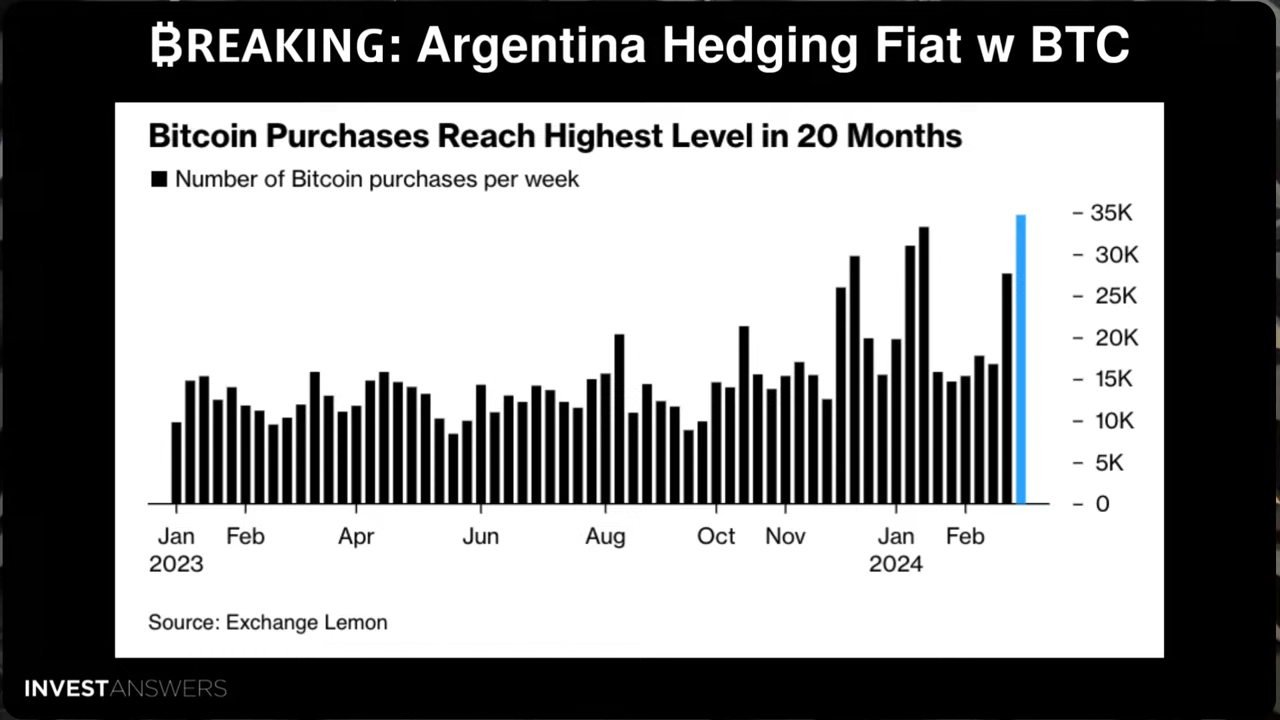 ₿REAKING: Argentina Hedging Fiat w BTC
Bitcoin Purchases Reach Highest Level in 20 Months
Number of Bitcoin purchases per week
35K
30K
25K
20K
15K
10K
5K
0
Jan Feb Apr Jun Aug Oct Nov Jan Feb
2023 2024
Source: Exchange Lemon
INVESTANSWERS